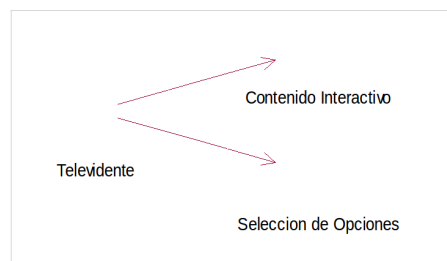 Contenido Interactivo
Televidente
Seleccion de Opciones